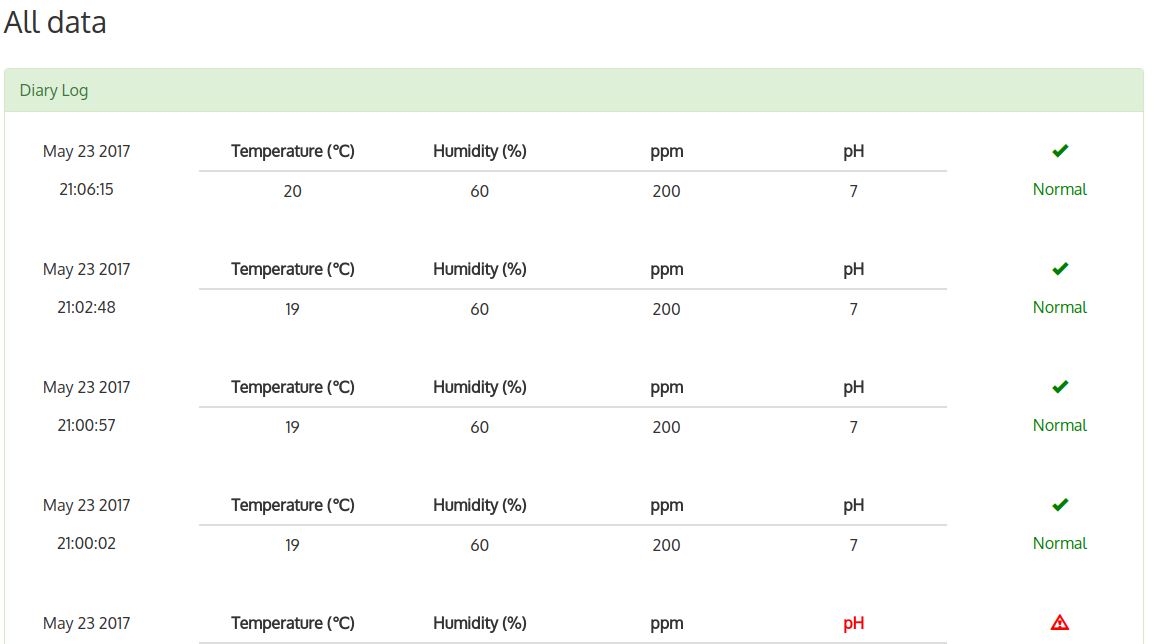 All data
Diary Log
May 23 2017 Temperature (°C) Humidity (%) ppm pH
21:06:15 20 60 200 7 Normal
May 23 2017 Temperature (°C) Humidity (%) ppm pH
21:02:48 19 60 200 7 Normal
May 23 2017 Temperature (°C) Humidity (%) ppm pH
21:00:57 19 60 200 7 Normal
May 23 2017 Temperature (°C) Humidity (%) ppm pH
21:00:02 19 60 200 7 Normal
May 23 2017 Temperature (°C) Humidity (%) ppm pH